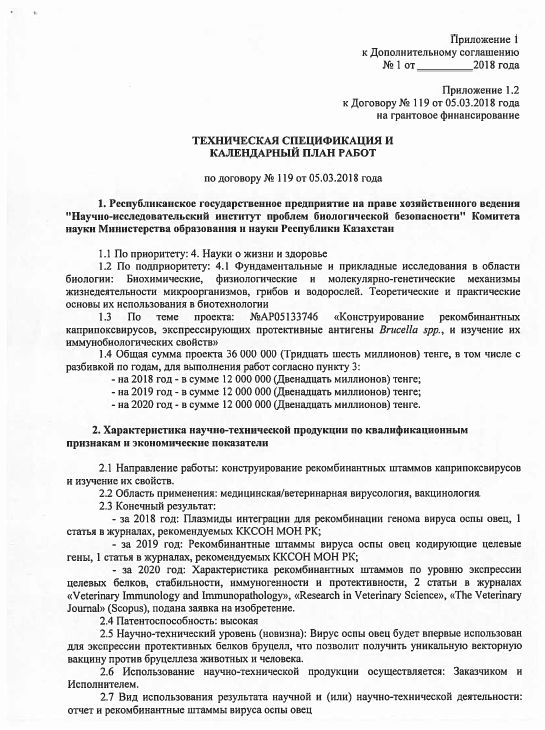 Приложение 1
к Дополнительному соглашению
№ 1 от __________2018 года
Приложение 1.2
к Договору № 119 от 05.03.2018 года
на грантовое финансирование
ТЕХНИЧЕСКАЯ СПЕЦИФИКАЦИЯ И
КАЛЕНДАРНЫЙ ПЛАН РАБОТ
по договору № 119 от 05.03.2018 года
1. Республиканское государственное предприятие на праве хозяйственного ведения
"Научно-исследовательский институт проблем биологической безопасности" Комитета
науки Министерства образования и науки Республики Казахстан
1.1 По приоритету: 4. Науки о жизни и здоровье
1.2 По подприоритету: 4.1 Фундаментальные и прикладные исследования в области
биологии: Биохимические, физиологические и молекулярно-генетические механизмы
жизнедеятельности микроорганизмов, грибов и водорослей. Теоретические и практические
основы их использования в биотехнологии
1.3 По теме проекта: №АР05133746 «Конструирование рекомбинантных
каприпоксвирусов, экспрессирующих протективные антигены Brucella spp., и изучение их
иммунобиологических свойств»
1.4 Общая сумма проекта 36 000 000 (Тридцать шесть миллионов) тенге, в том числе с
разбивкой по годам, для выполнения работ согласно пункту 3:
- на 2018 год - в сумме 12 000 000 (Двенадцать миллионов) тенге;
- на 2019 год - в сумме 12 000 000 (Двенадцать миллионов) тенге;
- на 2020 год - в сумме 12 000 000 (Двенадцать миллионов) тенге.
2. Характеристика научно-технической продукции по квалификационным
признакам и экономические показатели
2.1 Направление работы: конструирование рекомбинантных штаммов каприпоксвирусов
и изучение их свойств.
2.2 Область применения: медицинская/ветеринарная вирусология, вакцинология.
2.3 Конечный результат:
- за 2018 год: Плазмиды интеграции для рекомбинации генома вируса оспы овец, 1
статья в журналах, рекомендуемых ККСОН МОН РК;
- за 2019 год: Рекомбинантные штаммы вируса оспы овец кодирующие целевые
гены, 1 статья в журналах, рекомендуемых ККСОН МОН РК;
- за 2020 год: Характеристика рекомбинантных штаммов по уровню экспрессии
целевых белков, стабильности, иммуногенности и протективности, 2 статьи в журналах
«Veterinary Immunology and Immunopathology», «Research in Veterinary Science», «The Veterinary
Journal» (Scopus), подана заявка на изобретение.
2.4 Патентоспособность: высокая
2.5 Научно-технический уровень (новизна): Вирус оспы овец будет впервые использован
для экспрессии протективных белков бруцелл, что позволит получить уникальную векторную
вакцину против бруцеллеза животных и человека.
2.6 Использование научно-технической продукции осуществляется: Заказчиком и
Исполнителем.
2.7 Вид использования результата научной и (или) научно-технической деятельности:
отчет и рекомбинантные штаммы вируса оспы овец